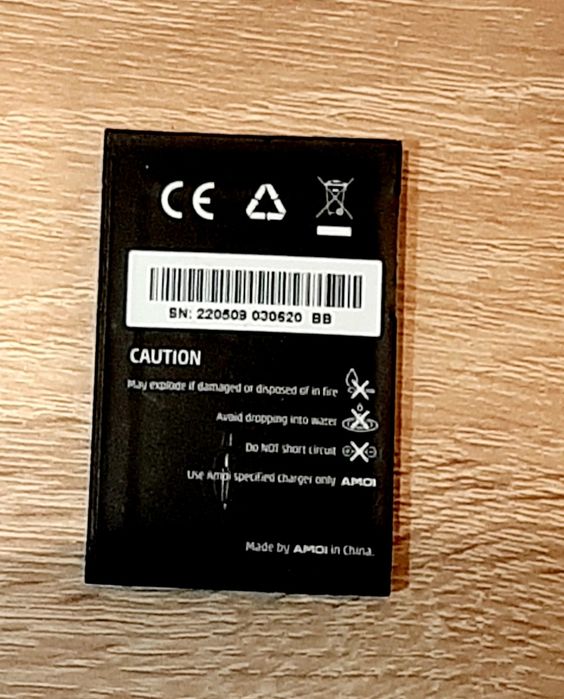 CE
SN: 220509 030620 BB
CAUTION
May explode if damaged or disposed of in fire
Avoid dropping into water
Do NOT short circuit
Use Amoi specified charger only AMOI
Made by AMOI in China.